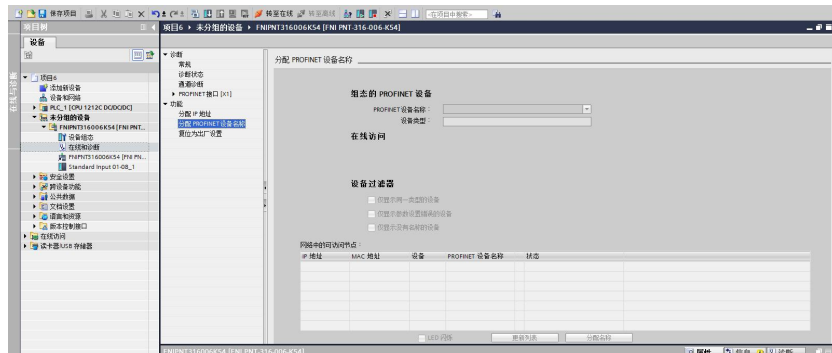 保存项目 转至在线 转至离线 <在项目中搜索>
项目树
项目6 ▸ 未分组的设备 ▸ FNIPNT316006K54 [FNI PNT-316-006-K54]
设备
在线与诊断
项目6
添加新设备
设备和网络
PLC_1 [CPU 1212C DC/DC/DC]
未分组的设备
FNIPNT316006K54 [FNI PNT...
设备组态
在线和诊断
FNIPNT316006K54 [FNI PN...
Standard Input 01-08_1
安全设置
跨设备功能
公共数据
文档设置
语言和资源
版本控制接口
在线访问
读卡器/USB 存储器
诊断
常规
诊断状态
通道诊断
PROFINET接口 [X1]
功能
分配 IP 地址
分配 PROFINET 设备名称
复位为出厂设置
分配 PROFINET 设备名称
组态的 PROFINET 设备
PROFINET设备名称：
设备类型：
在线访问
设备过滤器
仅显示同一类型的设备
仅显示参数设置错误的设备
仅显示没有名称的设备
网络中的可访问节点：
IP 地址 MAC 地址 设备 PROFINET 设备名称 状态
LED 闪烁 更新列表 分配名称
FNIPNT316006K54 [FNI PNT-316-006-K54]
属性 信息 诊断